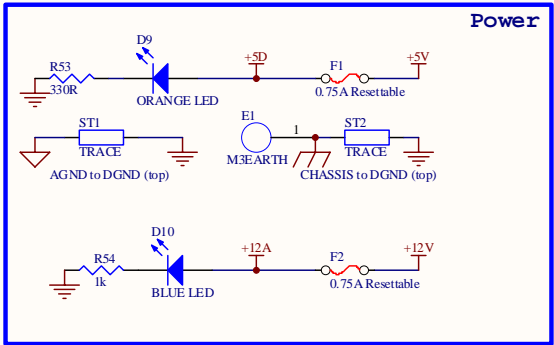 Power
D9
R53
330R
ORANGE LED
+5D
F1
0.75A Resettable
+5V
ST1
TRACE
AGND to DGND (top)
E1
1
M3EARTH
ST2
TRACE
CHASSIS to DGND (top)
D10
R54
1k
BLUE LED
+12A
F2
0.75A Resettable
+12V